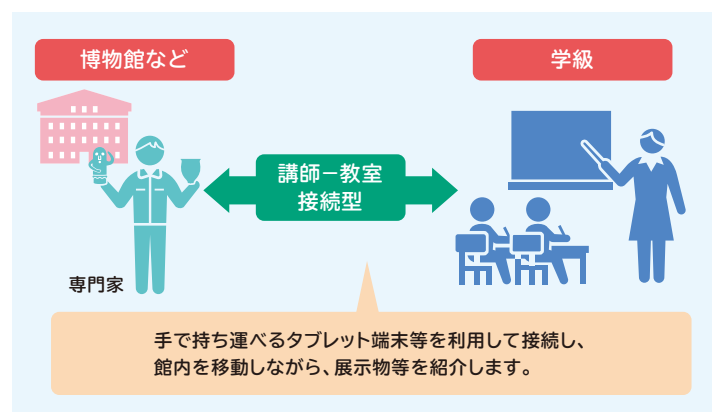 博物館など
学級
講師－教室
接続型
専門家
手で持ち運べるタブレット端末等を利用して接続し、
館内を移動しながら、展示物等を紹介します。